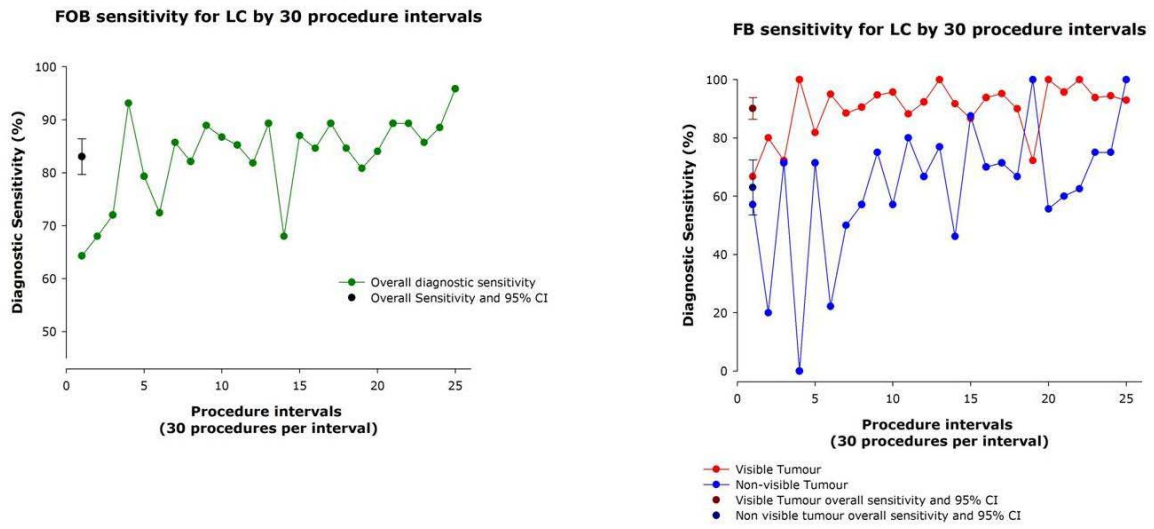 FOB sensitivity for LC by 30 procedure intervals
100
90
80
70
60
50
Diagnostic Sensitivity (%)
Overall diagnostic sensitivity
Overall Sensitivity and 95% CI
0 5 10 15 20 25
Procedure intervals
(30 procedures per interval)
FB sensitivity for LC by 30 procedure intervals
100
80
60
40
20
0
Diagnostic Sensitivity (%)
0 5 10 15 20 25
Procedure intervals
(30 procedures per interval)
Visible Tumour
Non-visible Tumour
Visible Tumour overall sensitivity and 95% CI
Non visible tumour overall sensitivity and 95% CI